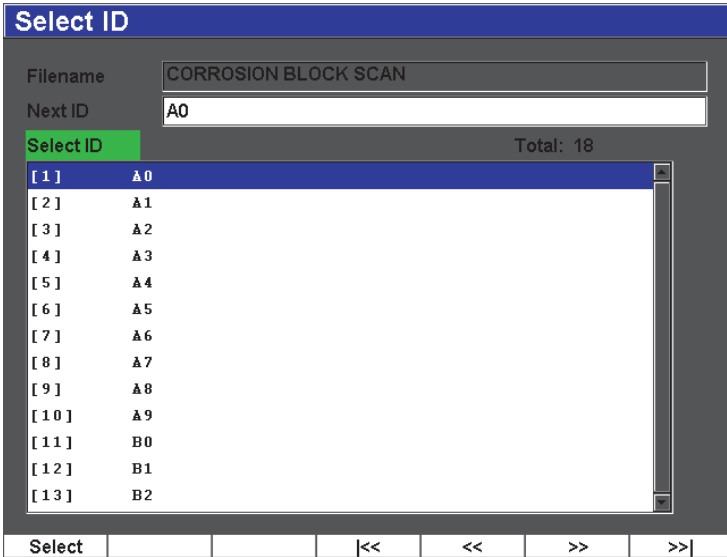 Select ID
Filename CORROSION BLOCK SCAN
Next ID A0
Select ID Total: 18
[1] A0
[2] A1
[3] A2
[4] A3
[5] A4
[6] A5
[7] A6
[8] A7
[9] A8
[10] A9
[11] B0
[12] B1
[13] B2
Select |<< << >> >>|